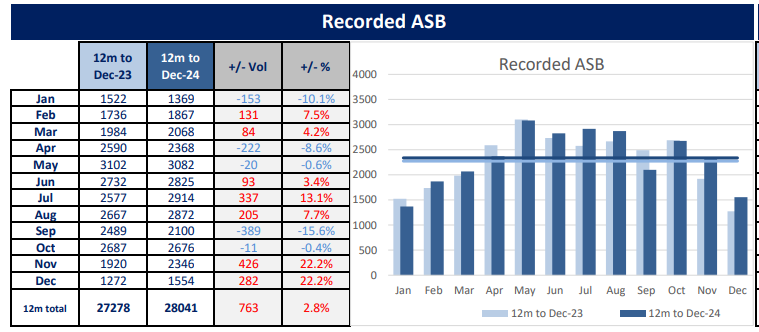 Recorded ASB
12m to Dec-23 12m to Dec-24 +/- Vol +/- %
Jan 1522 1369 -153 -10.1%
Feb 1736 1867 131 7.5%
Mar 1984 2068 84 4.2%
Apr 2590 2368 -222 -8.6%
May 3102 3082 -20 -0.6%
Jun 2732 2825 93 3.4%
Jul 2577 2914 337 13.1%
Aug 2667 2872 205 7.7%
Sep 2489 2100 -389 -15.6%
Oct 2687 2676 -11 -0.4%
Nov 1920 2346 426 22.2%
Dec 1272 1554 282 22.2%
12m total 27278 28041 763 2.8%
Recorded ASB
4000
3500
3000
2500
2000
1500
1000
500
0
Jan Feb Mar Apr May Jun Jul Aug Sep Oct Nov Dec
12m to Dec-23 12m to Dec-24